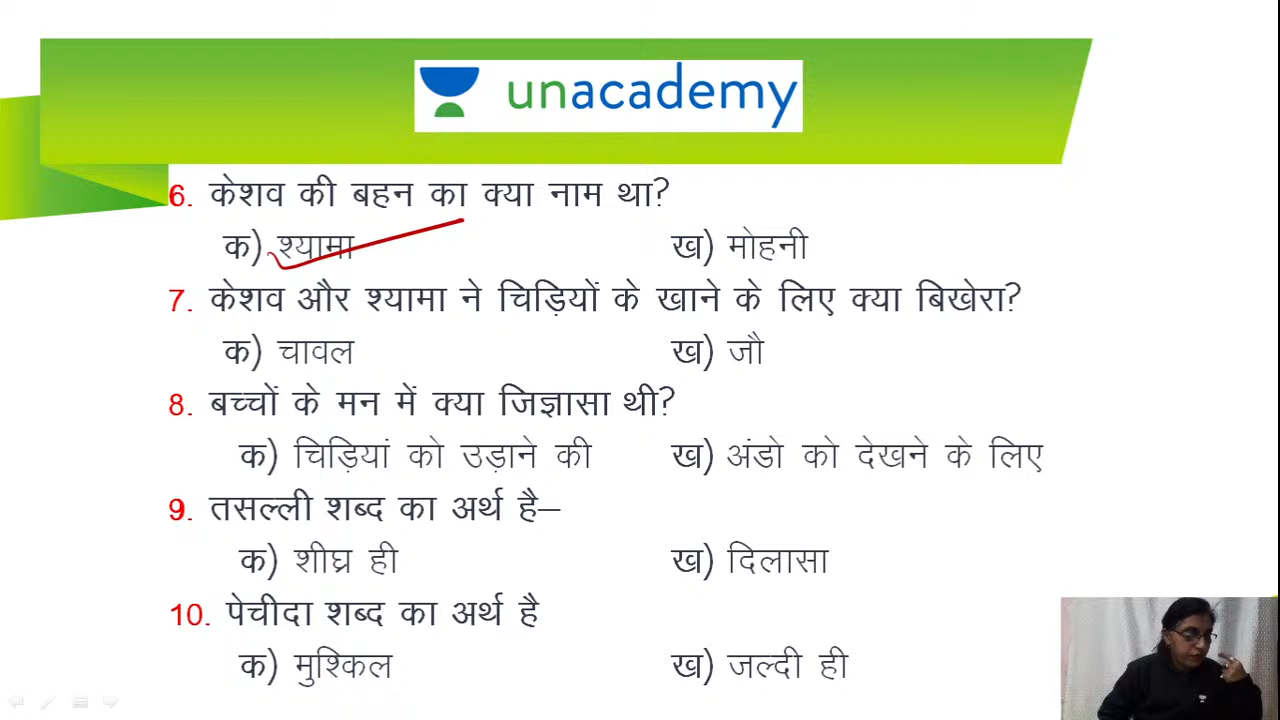 unacademy
6. केशव की बहन का क्या नाम था?
क) श्यामा ख) मोहनी
7. केशव और श्यामा ने चिड़ियों के खाने के लिए क्या बिखेरा?
क) चावल ख) जौ
8. बच्चों के मन में क्या जिज्ञासा थी?
क) चिड़ियां को उड़ाने की ख) अंडो को देखने के लिए
9. तसल्ली शब्द का अर्थ है–
क) शीघ्र ही ख) दिलासा
10. पेचीदा शब्द का अर्थ है
क) मुश्किल ख) जल्दी ही